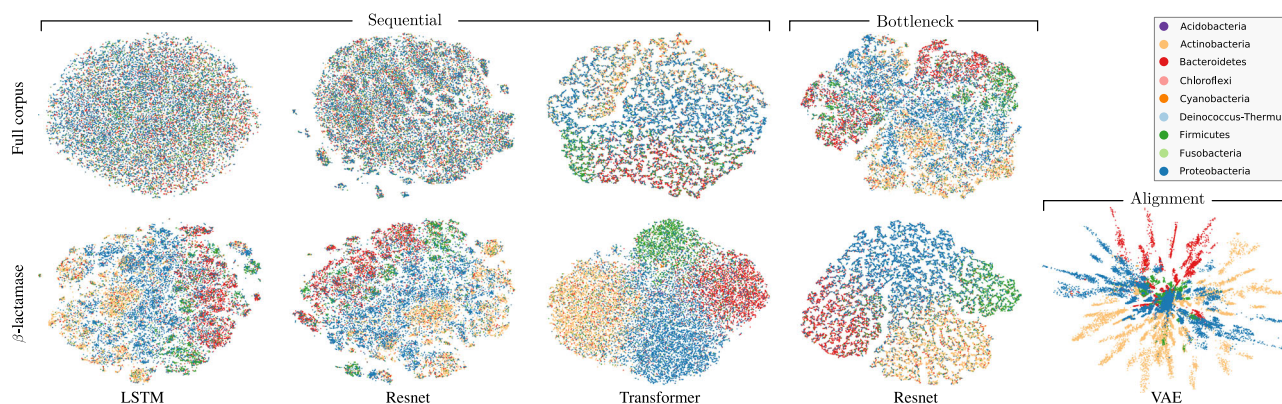 Sequential
Bottleneck
Full corpus
Acidobacteria
Actinobacteria
Bacteroidetes
Chloroflexi
Cyanobacteria
Deinococcus-Thermu
Firmicutes
Fusobacteria
Proteobacteria
Alignment
β-lactamase
LSTM
Resnet
Transformer
Resnet
VAE